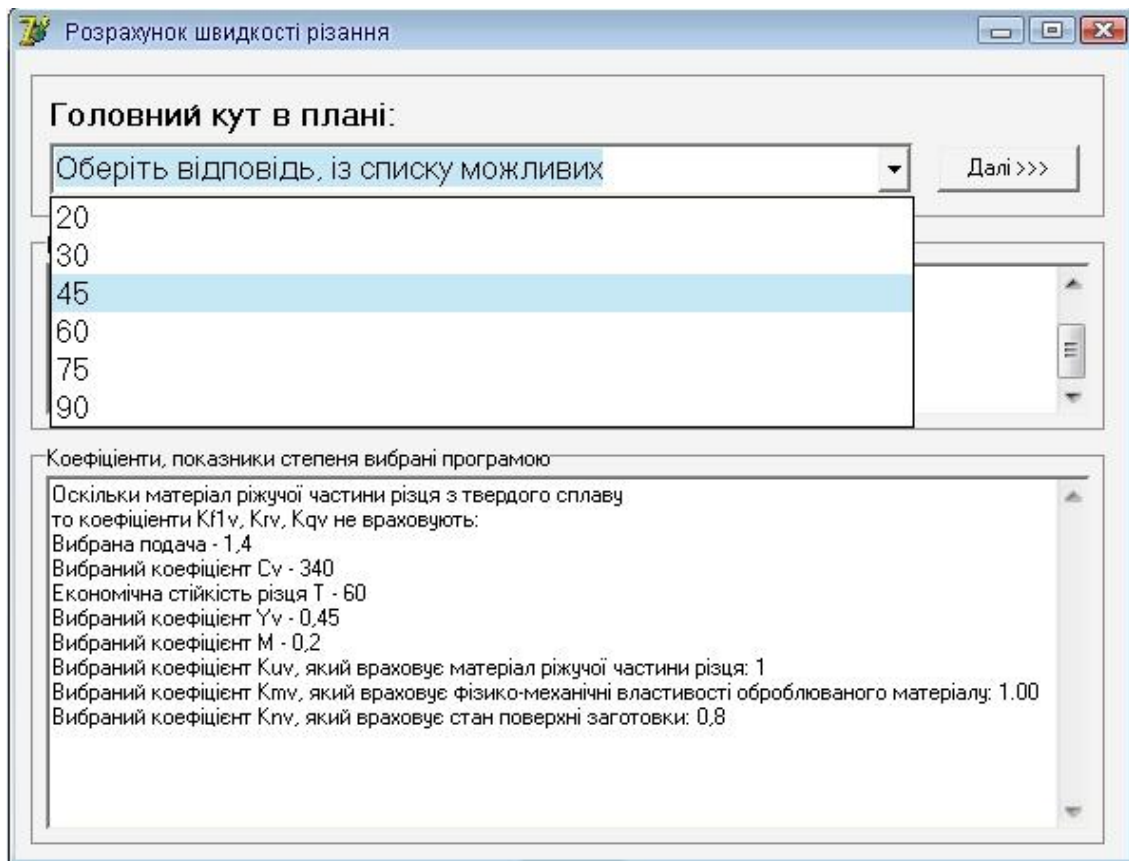 Розрахунок швидкості різання
Головний кут в плані:
Оберіть відповідь, із списку можливих
Далі >>>
20
30
45
60
75
90
Коефіціенти, показники степеня вибрані програмою
Оскільки матеріал ріжучої частини різця з твердого сплаву
то коефіціенти Kf1v, Krv, Kqv не враховують:
Вибрана подача - 1,4
Вибраний коефіцієнт Cv - 340
Економічна стійкість різця T - 60
Вибраний коефіцієнт Yv - 0,45
Вибраний коефіцієнт M - 0,2
Вибраний коефіцієнт Kuv, який враховує матеріал ріжучої частини різця: 1
Вибраний коефіцієнт Kmv, який враховує фізико-механічні властивості оброблюваного матеріалу: 1.00
Вибраний коефіцієнт Knv, який враховує стан поверхні заготовки: 0,8